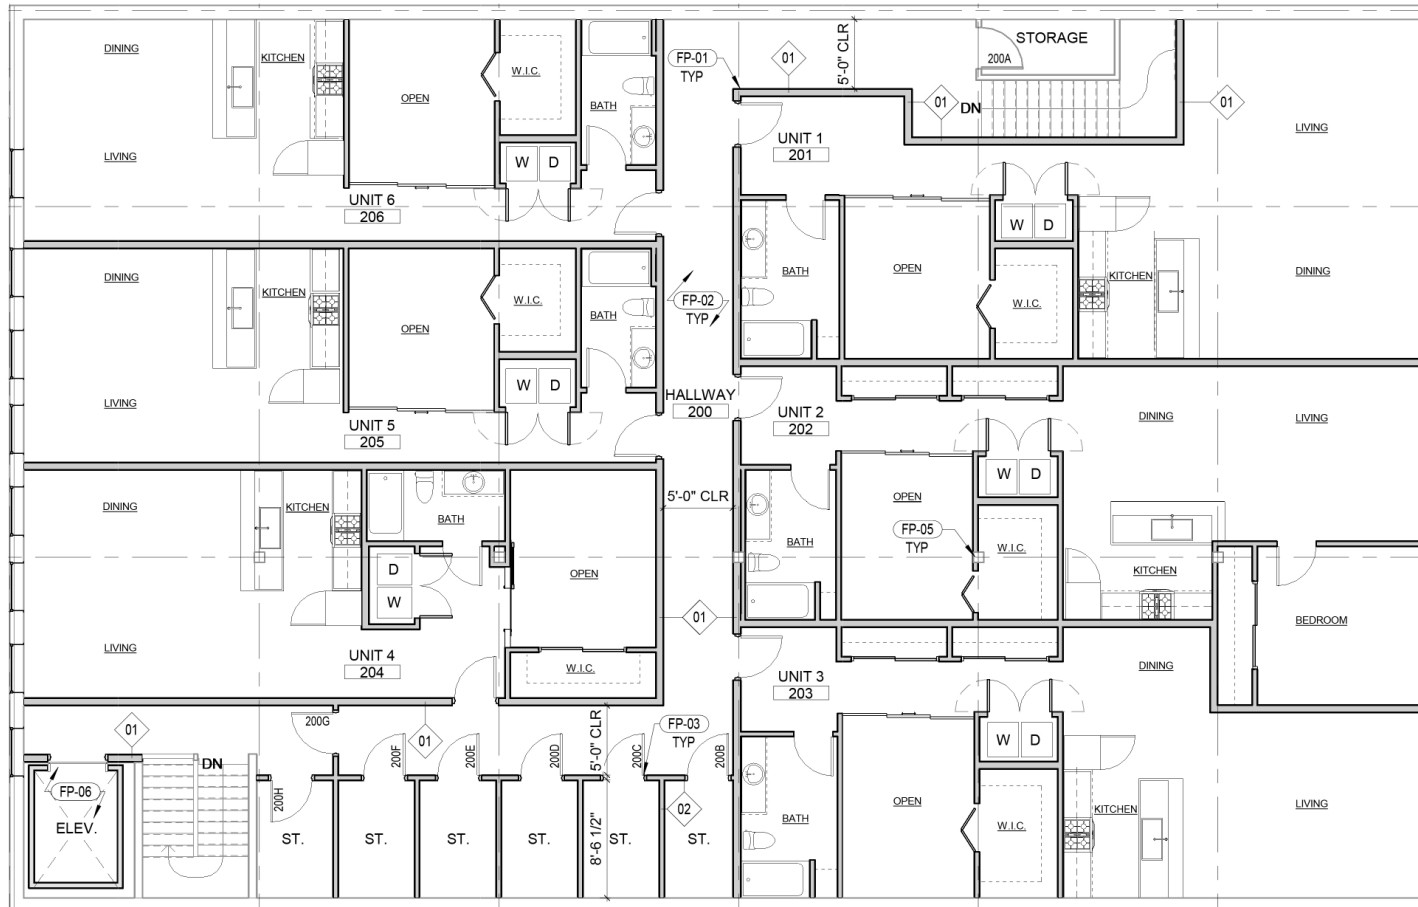 DINING
KITCHEN
LIVING
OPEN
W.I.C.
BATH
W
D
UNIT 6
206
FP-01
TYP
01
5'-0" CLR
STORAGE
200A
DN
01
01
LIVING
UNIT 1
201
BATH
OPEN
W
D
W.I.C.
KITCHEN
DINING
DINING
KITCHEN
LIVING
OPEN
W.I.C.
BATH
W
D
UNIT 5
205
FP-02
TYP
HALLWAY
200
UNIT 2
202
DINING
LIVING
W
D
OPEN
BATH
W.I.C.
FP-05
TYP
KITCHEN
BEDROOM
5'-0" CLR
DINING
KITCHEN
BATH
D
W
OPEN
LIVING
UNIT 4
204
W.I.C.
01
UNIT 3
203
DINING
W
D
BATH
OPEN
W.I.C.
KITCHEN
LIVING
01
DN
FP-06
ELEV.
200G
01
200F
200E
200D
200C
200B
200H
5'-0" CLR
FP-03
TYP
02
8'-6 1/2"
ST.
ST.
ST.
ST.
ST.
ST.